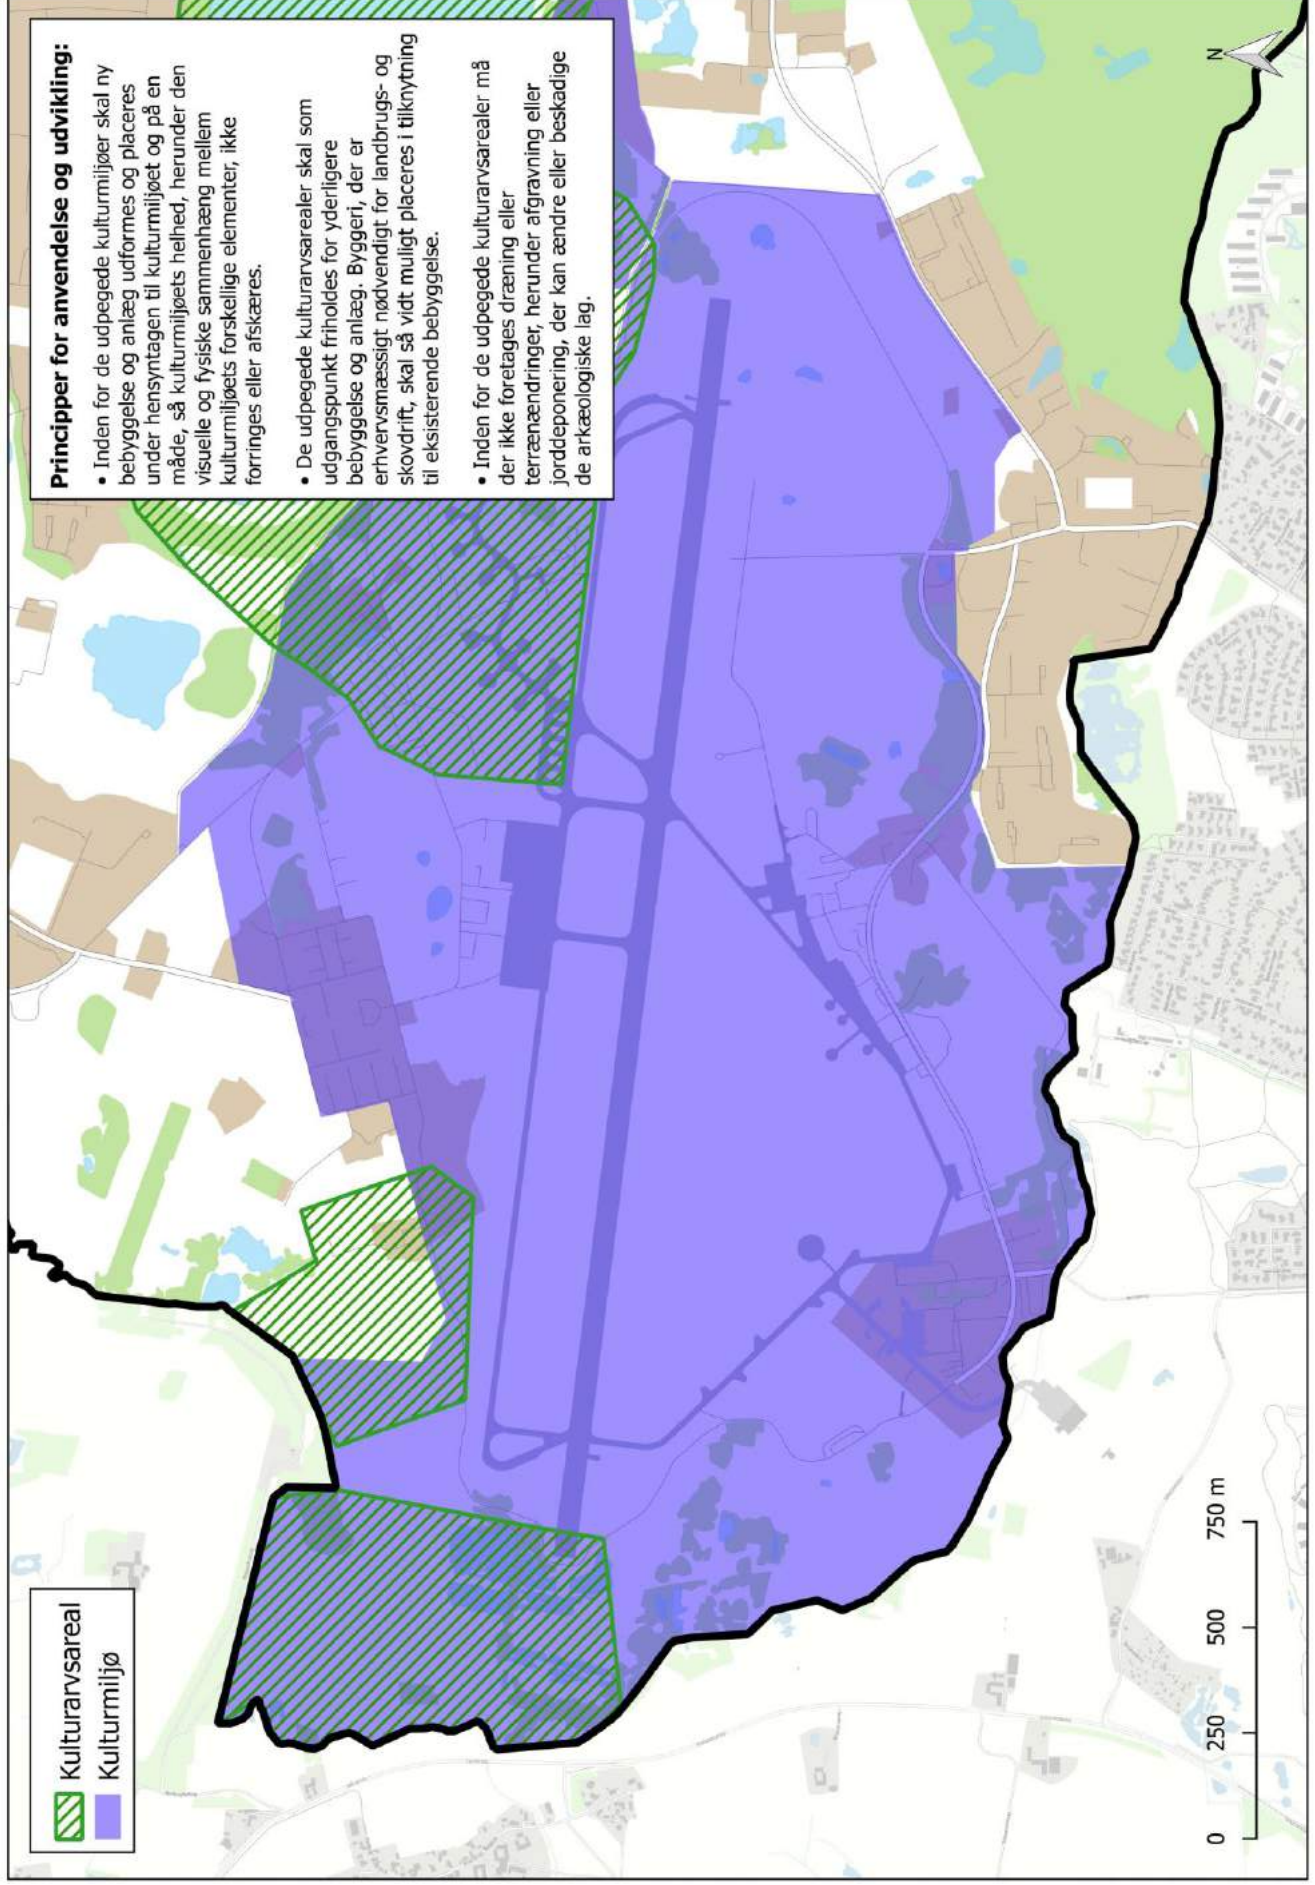 Kulturarvsareal
Kulturmiljø
Principper for anvendelse og udvikling:
• Inden for de udpegede kulturmiljøer skal ny
bebyggelse og anlæg udformes og placeres
under hensyntagen til kulturmiljøet og på en
måde, så kulturmiljøets helhed, herunder den
visuelle og fysiske sammenhæng mellem
kulturmiljøets forskellige elementer, ikke
forringes eller afskæres.
• De udpegede kulturarvsarealer skal som
udgangspunkt friholdes for yderligere
bebyggelse og anlæg. Byggeri, der er
erhvervsmæssigt nødvendigt for landbrugs- og
skovdrift, skal så vidt muligt placeres i tilknytning
til eksisterende bebyggelse.
• Inden for de udpegede kulturarvsarealer må
der ikke foretages dræning eller
terrænændringer, herunder afgravning eller
jorddeponering, der kan ændre eller beskadige
de arkæologiske lag.
0 250 500 750 m
N